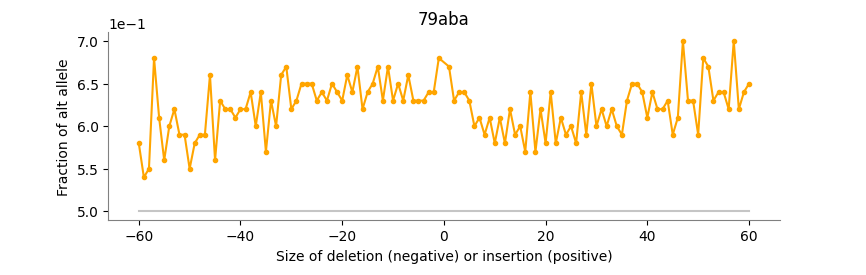 79aba
1e−1
7.0
6.5
6.0
5.5
5.0
Fraction of alt allele
−60 −40 −20 0 20 40 60
Size of deletion (negative) or insertion (positive)